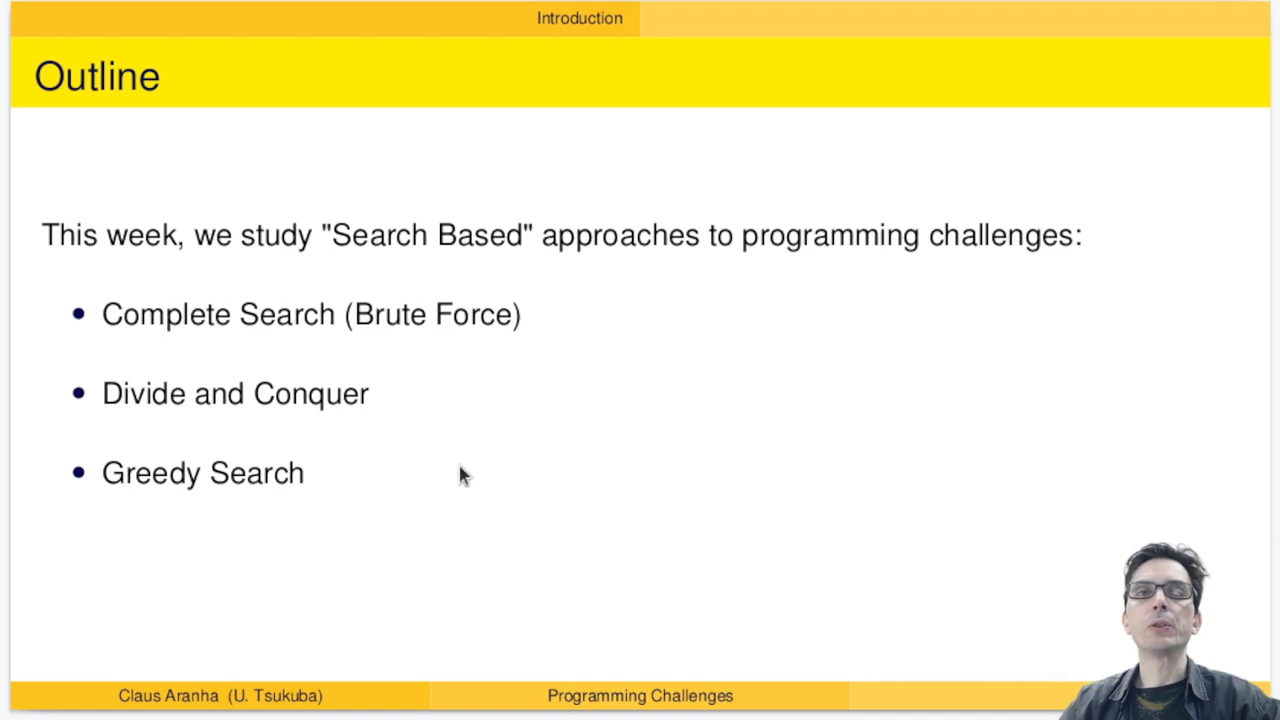 Introduction
Outline
This week, we study "Search Based" approaches to programming challenges:
• Complete Search (Brute Force)
• Divide and Conquer
• Greedy Search
Claus Aranha (U. Tsukuba)
Programming Challenges